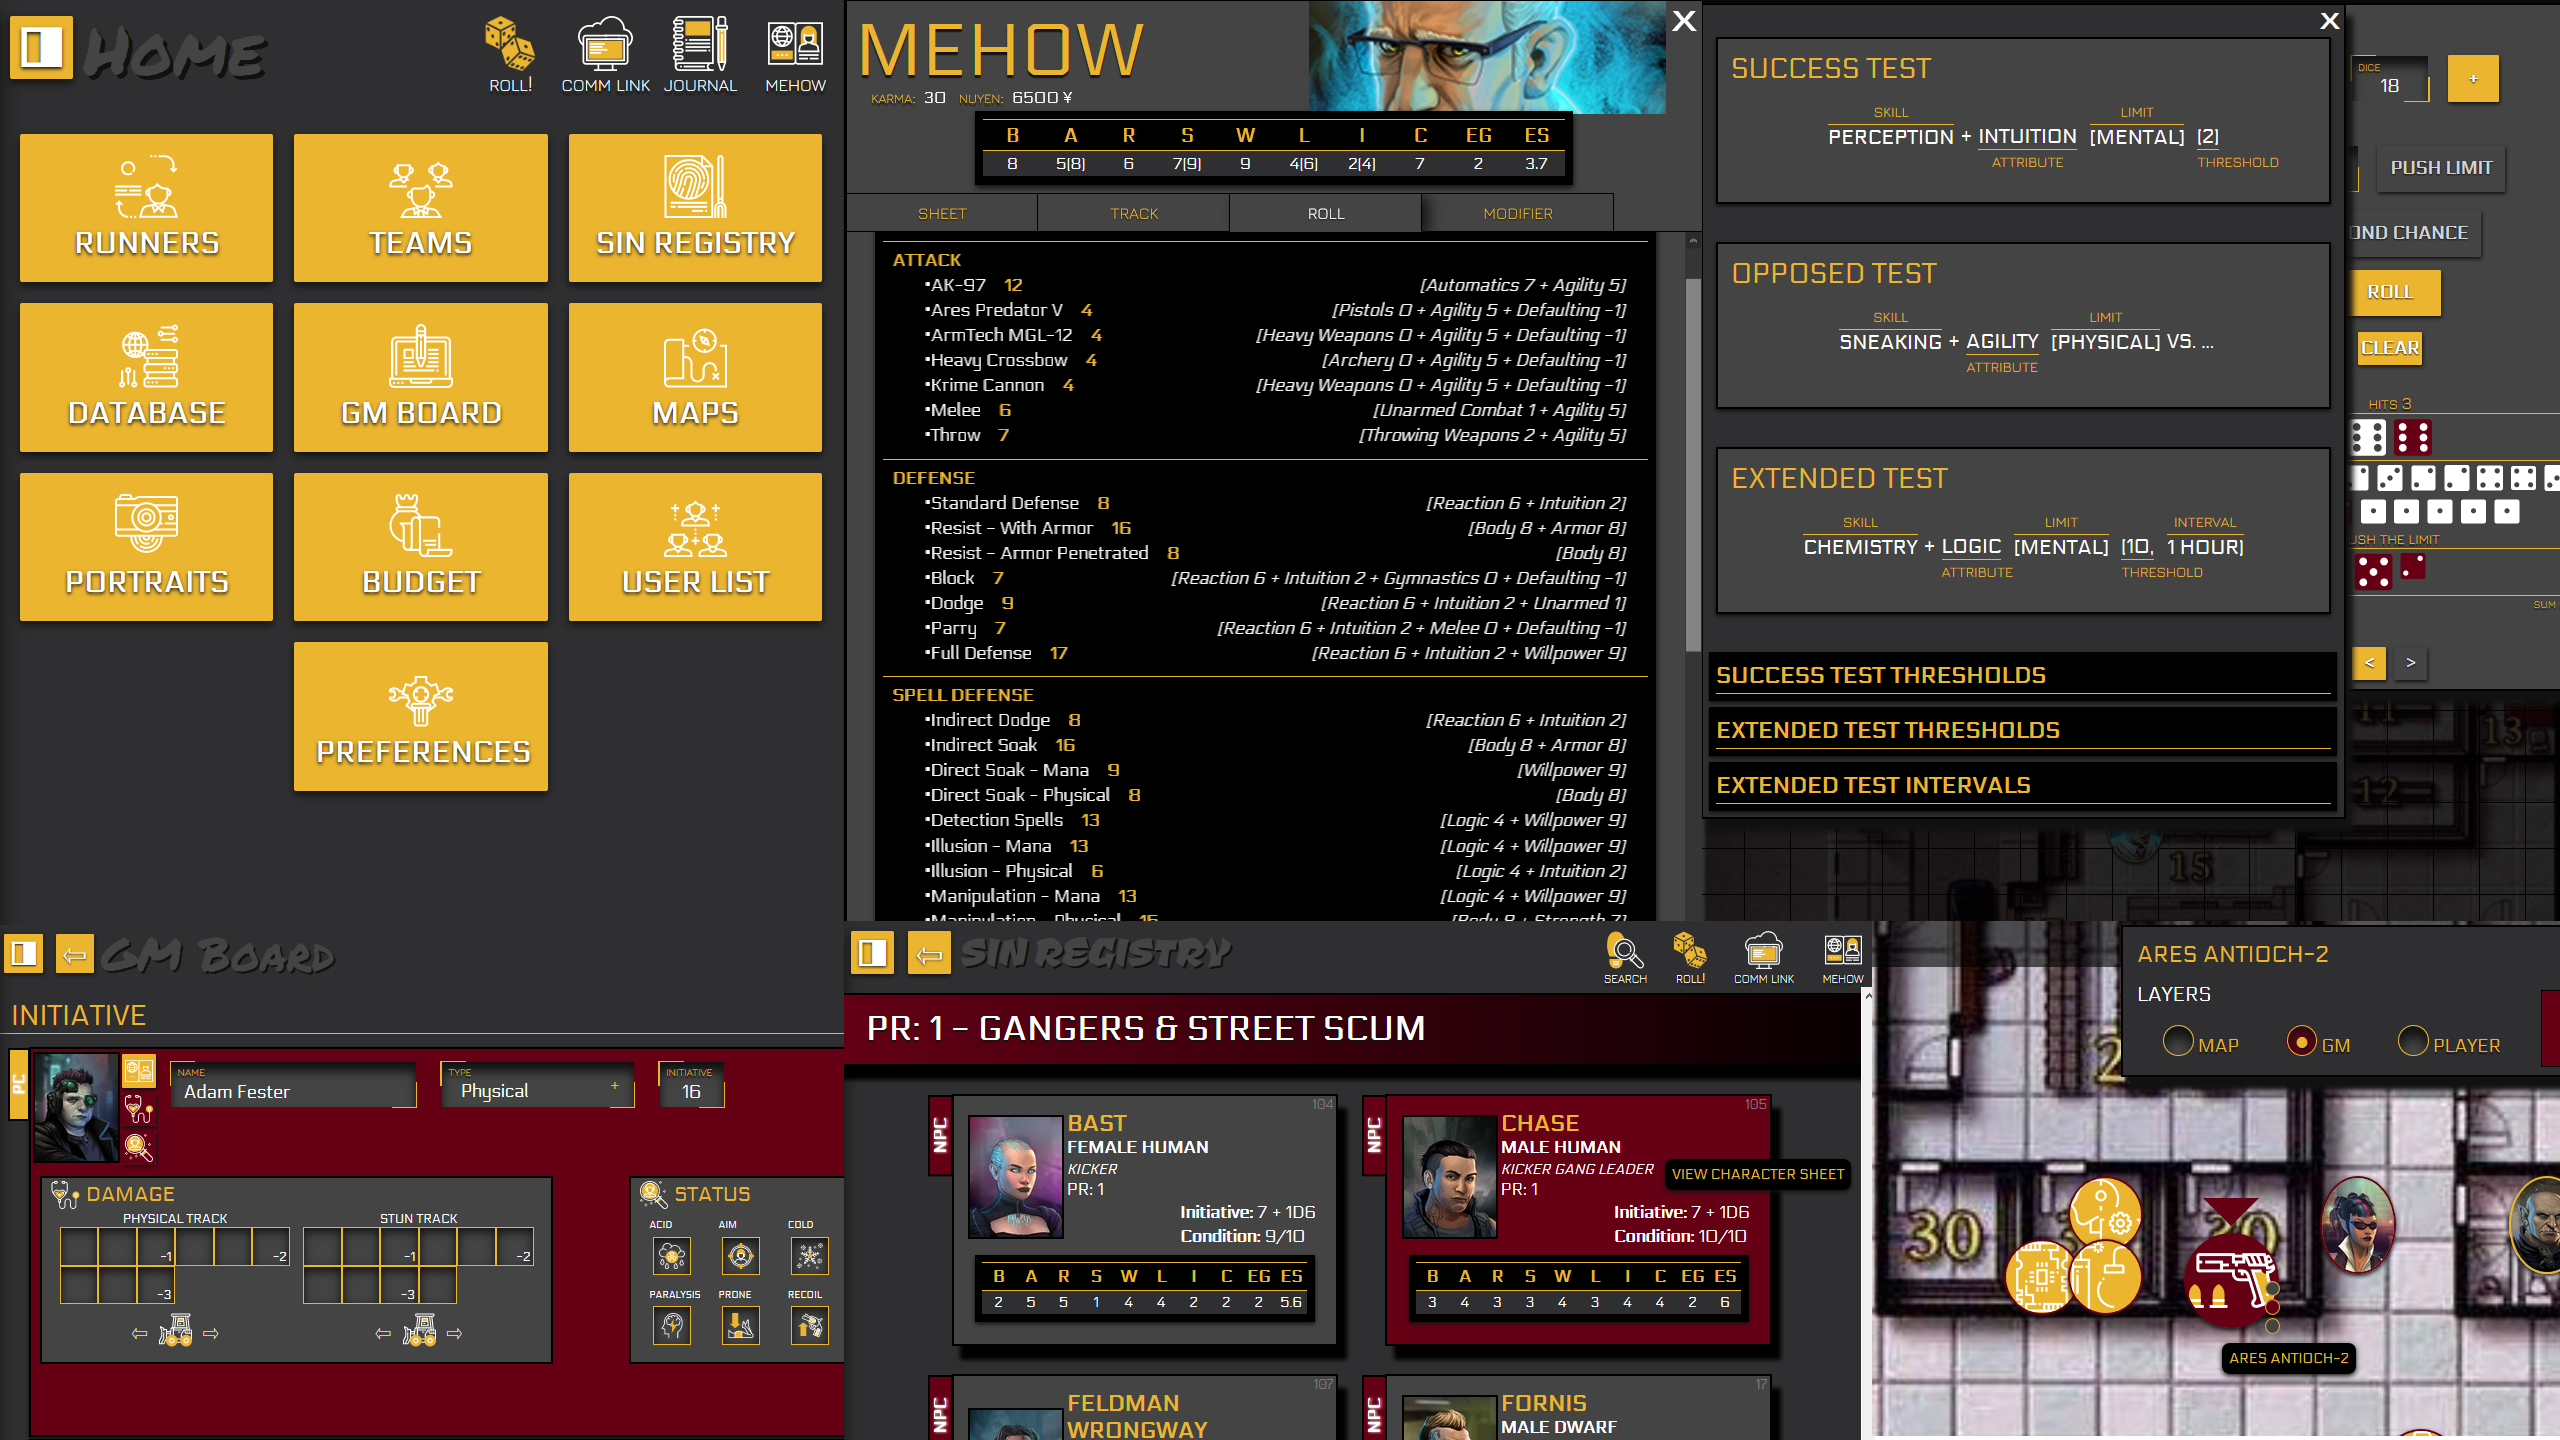 HOME
ROLL!
COMM LINK
JOURNAL
MEHOW
RUNNERS
TEAMS
SIN REGISTRY
DATABASE
GM BOARD
MAPS
PORTRAITS
BUDGET
USER LIST
PREFERENCES
MEHOW
X
KARMA: 30 NUYEN: 6500 ¥
B A R S W L I C EG ES
8 5(8) 6 7(9) 9 4(6) 2(4) 7 2 3.7
SHEET TRACK ROLL MODIFIER
ATTACK
•AK-97 12 [Automatics 7 + Agility 5]
•Ares Predator V 4 [Pistols 0 + Agility 5 + Defaulting -1]
•ArmTech MGL-12 4 [Heavy Weapons 0 + Agility 5 + Defaulting -1]
•Heavy Crossbow 4 [Archery 0 + Agility 5 + Defaulting -1]
•Krime Cannon 4 [Heavy Weapons 0 + Agility 5 + Defaulting -1]
•Melee 6 [Unarmed Combat 1 + Agility 5]
•Throw 7 [Throwing Weapons 2 + Agility 5]
DEFENSE
•Standard Defense 8 [Reaction 6 + Intuition 2]
•Resist - With Armor 16 [Body 8 + Armor 8]
•Resist - Armor Penetrated 8 [Body 8]
•Block 7 [Reaction 6 + Intuition 2 + Gymnastics 0 + Defaulting -1]
•Dodge 9 [Reaction 6 + Intuition 2 + Unarmed 1]
•Parry 7 [Reaction 6 + Intuition 2 + Melee 0 + Defaulting -1]
•Full Defense 17 [Reaction 6 + Intuition 2 + Willpower 9]
SPELL DEFENSE
•Indirect Dodge 8 [Reaction 6 + Intuition 2]
•Indirect Soak 16 [Body 8 + Armor 8]
•Direct Soak - Mana 9 [Willpower 9]
•Direct Soak - Physical 8 [Body 8]
•Detection Spells 13 [Logic 4 + Willpower 9]
•Illusion - Mana 13 [Logic 4 + Willpower 9]
•Illusion - Physical 6 [Logic 4 + Intuition 2]
•Manipulation - Mana 13 [Logic 4 + Willpower 9]
•Manipulation - Physical 15 [Body 8 + Strength 7]
X
SUCCESS TEST
SKILL LIMIT
PERCEPTION + INTUITION [MENTAL] (2)
ATTRIBUTE THRESHOLD
OPPOSED TEST
SKILL LIMIT
SNEAKING + AGILITY [PHYSICAL] VS. ...
ATTRIBUTE
EXTENDED TEST
SKILL LIMIT INTERVAL
CHEMISTRY + LOGIC [MENTAL] (10, 1 HOUR)
ATTRIBUTE THRESHOLD
SUCCESS TEST THRESHOLDS
EXTENDED TEST THRESHOLDS
EXTENDED TEST INTERVALS
DICE
18 +
PUSH LIMIT
OND CHANCE
ROLL
CLEAR
HITS 3
USH THE LIMIT
SUM
< >
11
13
12
15
GM BOARD
INITIATIVE
PC
NAME
Adam Fester
TYPE
Physical +
INITIATIVE
16
DAMAGE
PHYSICAL TRACK STUN TRACK
-1 -2 -1 -2
-3 -3
STATUS
ACID AIM COLD
PARALYSIS PRONE RECOIL
SIN REGISTRY
SEARCH
ROLL!
COMM LINK
MEHOW
PR: 1 - GANGERS & STREET SCUM
NPC
104
BAST
FEMALE HUMAN
KICKER
PR: 1
Initiative: 7 + 1D6
Condition: 9/10
B A R S W L I C EG ES
2 5 5 1 4 4 2 2 2 5.6
NPC
105
CHASE
MALE HUMAN
KICKER GANG LEADER
PR: 1
VIEW CHARACTER SHEET
Initiative: 7 + 1D6
Condition: 10/10
B A R S W L I C EG ES
3 4 3 3 4 3 4 4 2 6
NPC
107
FELDMAN
WRONGWAY
NPC
17
FORNIS
MALE DWARF
ARES ANTIOCH-2
LAYERS
MAP GM PLAYER
2
30
ARES ANTIOCH-2